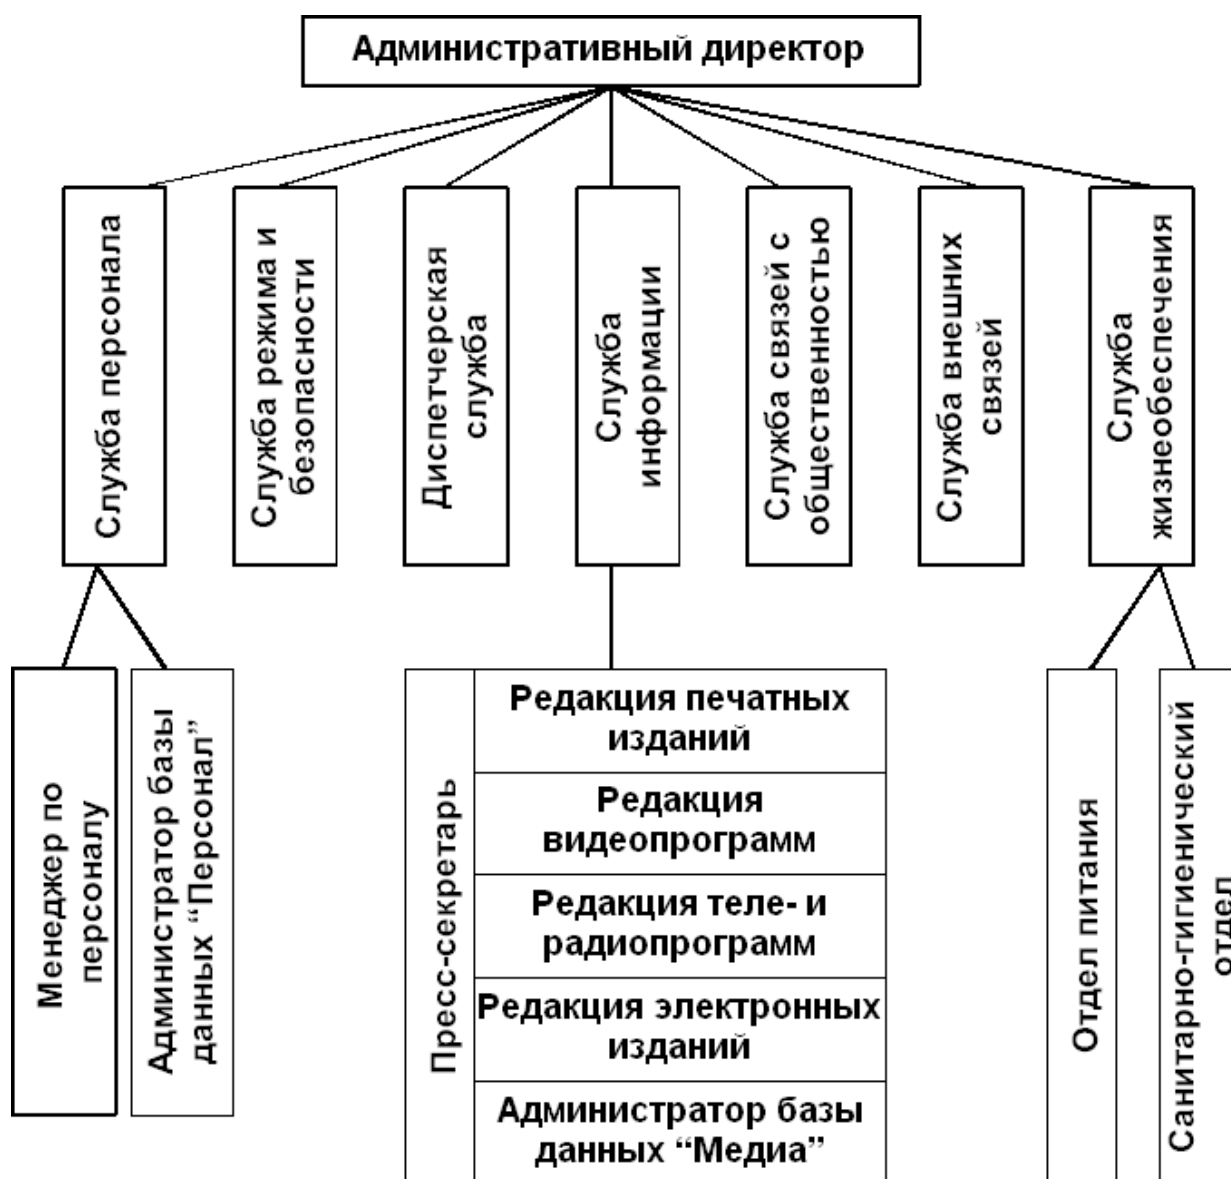 Административный директор
Служба персонала
Служба режима и
безопасности
Диспетчерская
служба
Служба
информации
Служба связей с
общественностью
Служба внешних
связей
Служба
жизнеобеспечения
Менеджер по
персоналу
Администратор базы
данных “Персонал”
Пресс-секретарь
Редакция печатных
изданий
Редакция
видеопрограмм
Редакция теле- и
радиопрограмм
Редакция электронных
изданий
Администратор базы
данных “Медиа”
Отдел питания
Санитарно-гигиенический
отдел